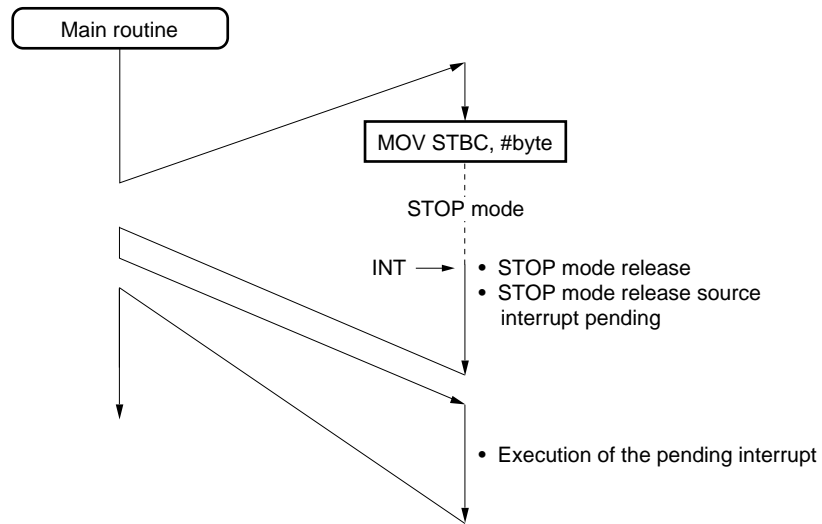 Main routine
MOV STBC, #byte
STOP mode
INT
• STOP mode release
• STOP mode release source
interrupt pending
• Execution of the pending interrupt